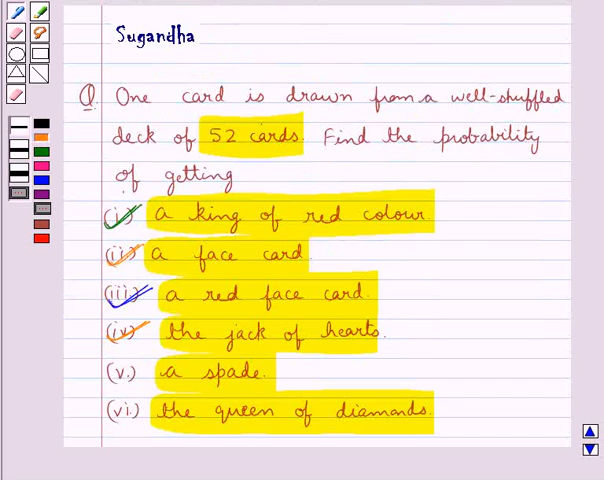 Sugandha
Q. One card is drawn from a well-shuffled
deck of 52 cards. Find the probability
of getting
(i) a king of red colour
(ii) a face card.
(iii) a red face card.
(iv) the jack of hearts.
(v.) a spade.
(vi.) the queen of diamonds.